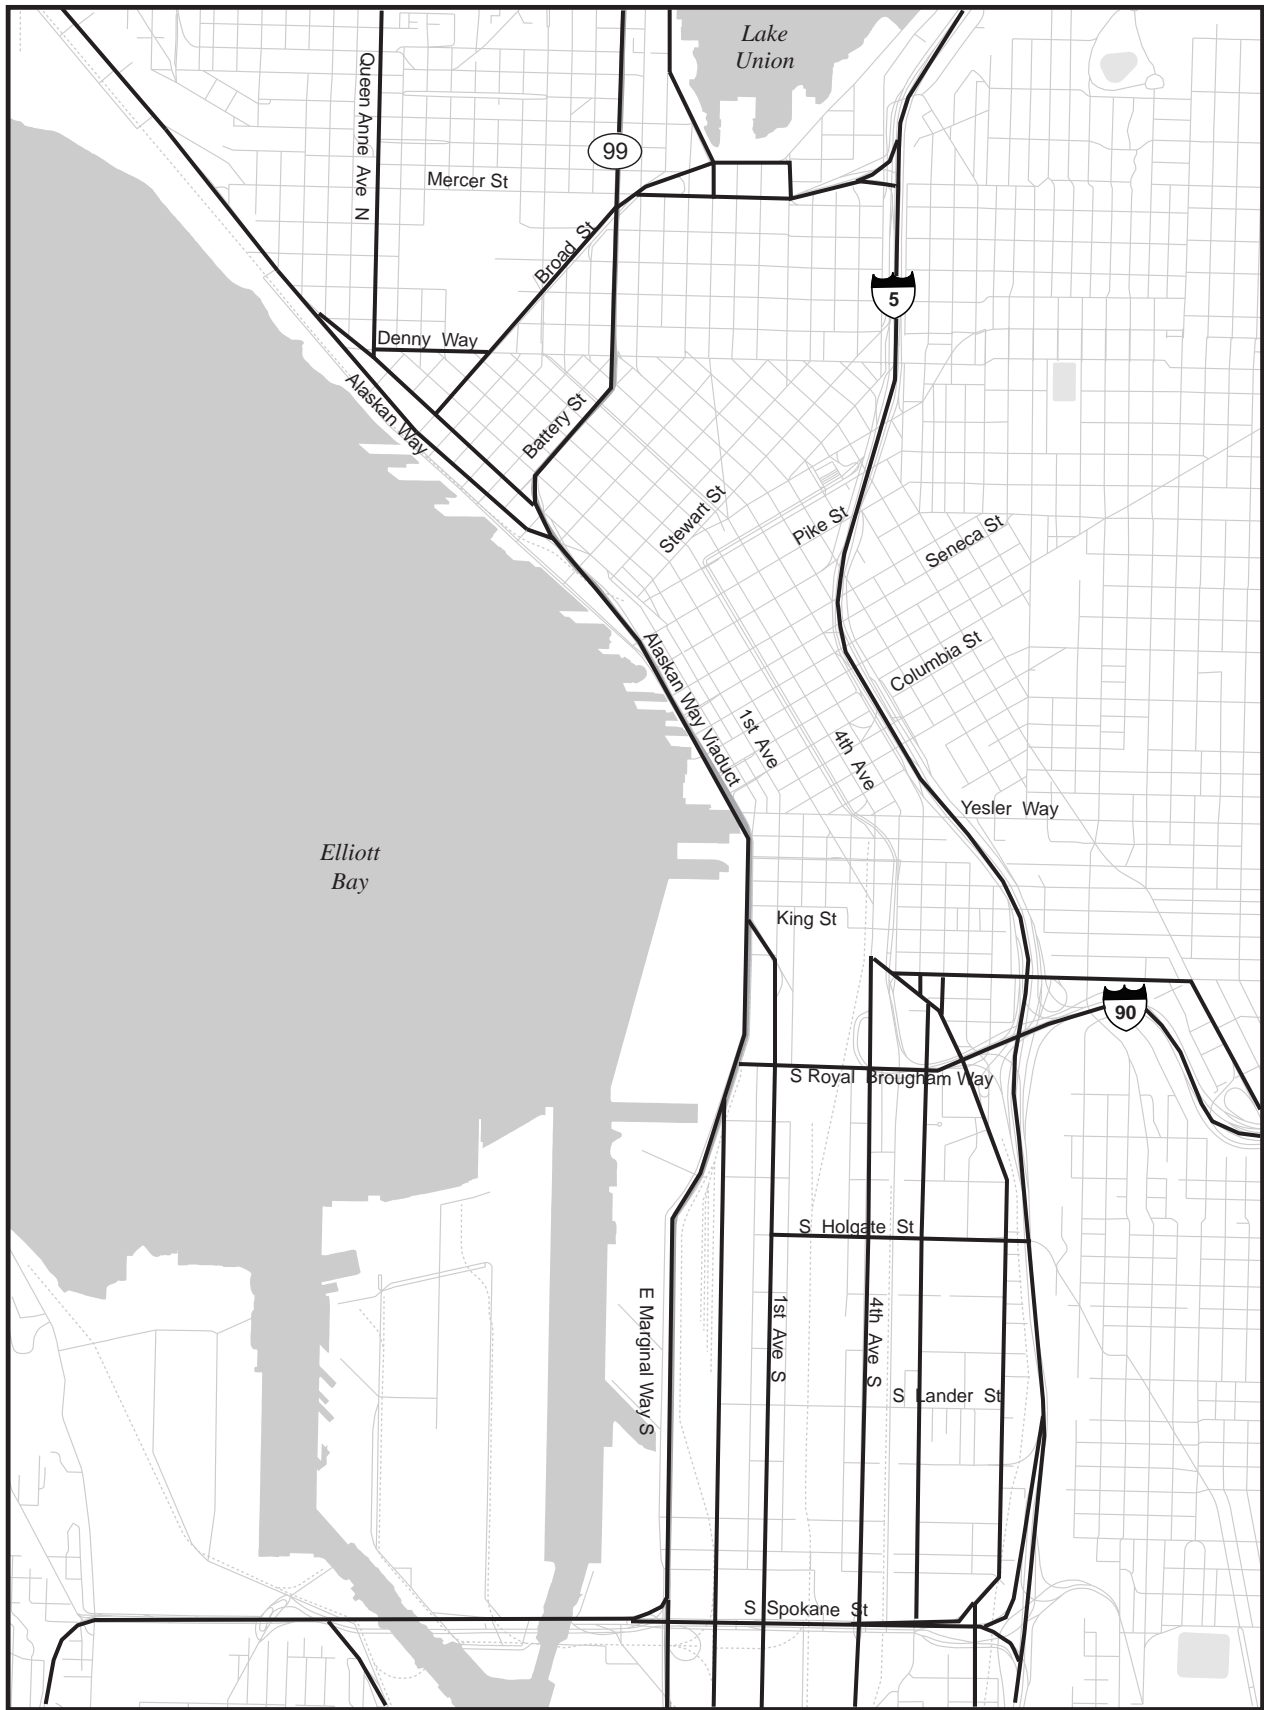 Lake
Union
Queen Anne Ave N
99
Mercer St
Broad St
5
Denny Way
Alaskan Way
Battery St
Stewart St
Pike St
Seneca St
Columbia St
Alaskan Way Viaduct
1st Ave
4th Ave
Yesler Way
Elliott
Bay
King St
90
S Royal Brougham Way
S Holgate St
E Marginal Way S
1st Ave S
4th Ave S
S Lander St
S Spokane St